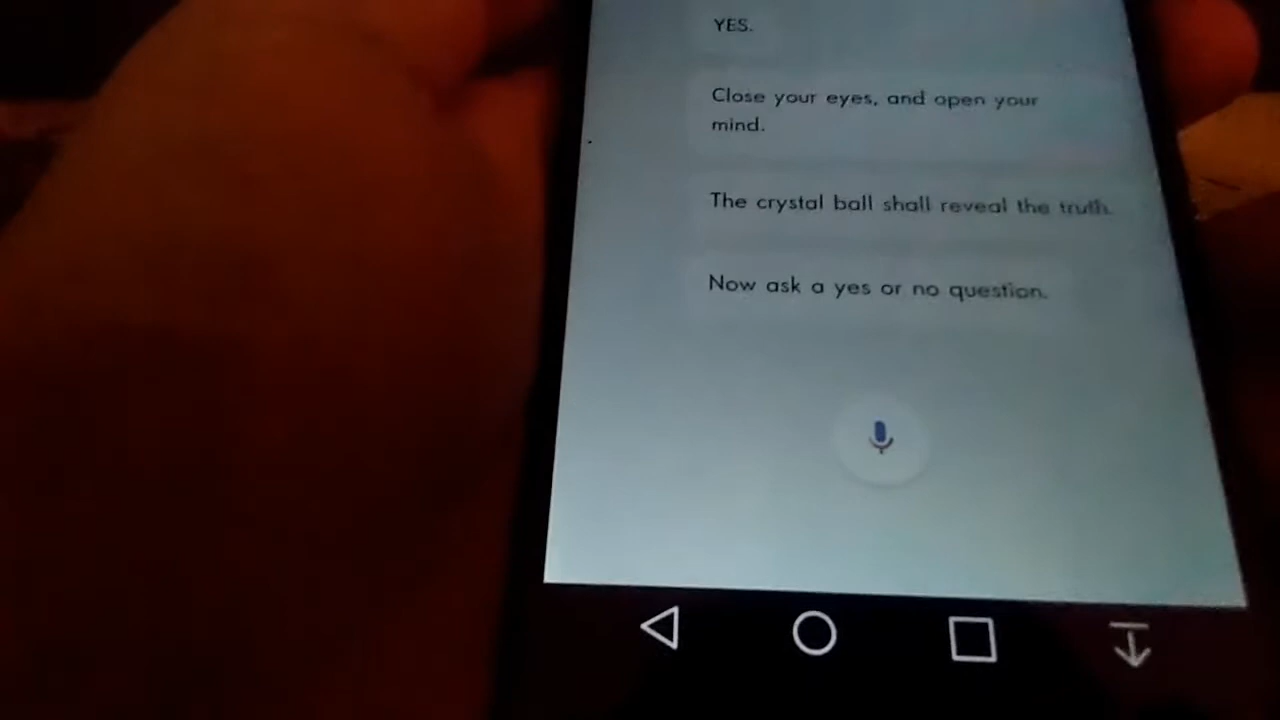 YES.
Close your eyes, and open your
mind.
The crystal ball shall reveal the truth.
Now ask a yes or no question.